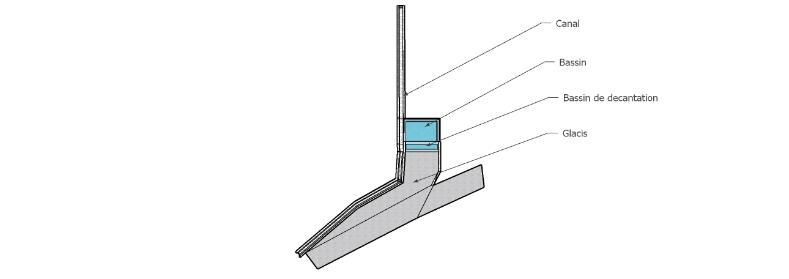 Canal
Bassin
Bassin de decantation
Glacis